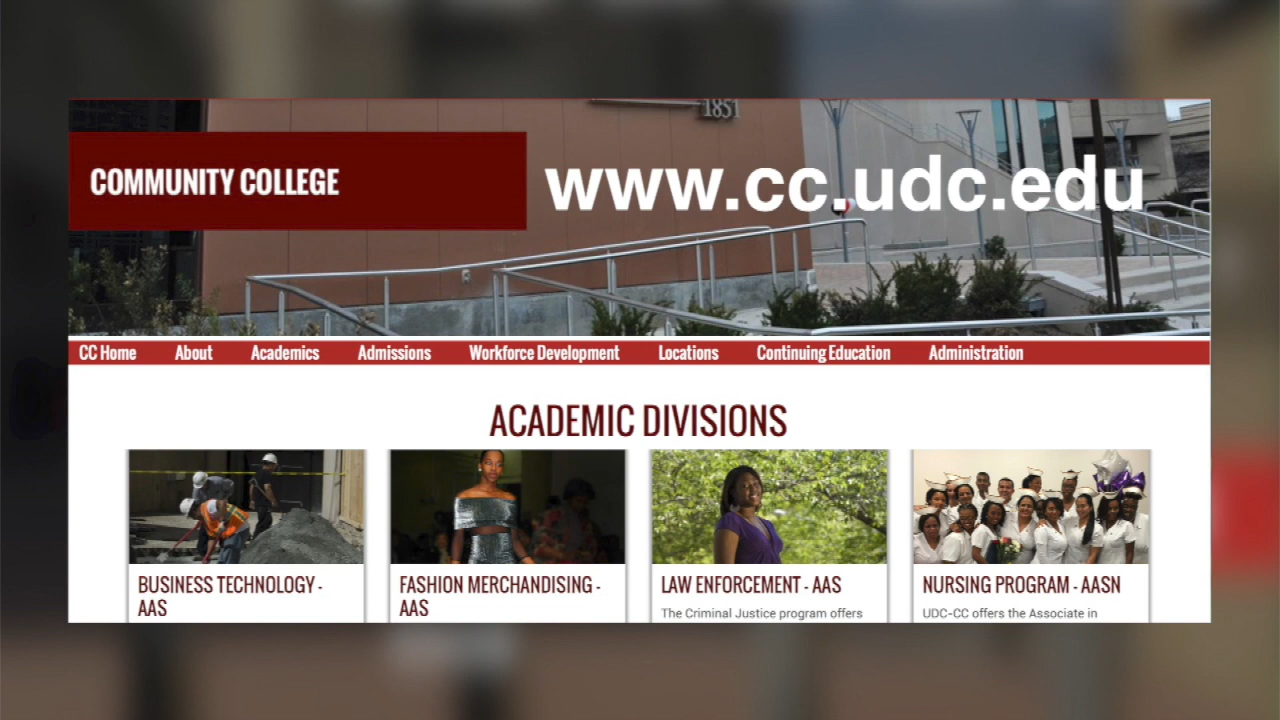 1851
COMMUNITY COLLEGE
www.cc.udc.edu
CC Home About Academics Admissions Workforce Development Locations Continuing Education Administration
ACADEMIC DIVISIONS
BUSINESS TECHNOLOGY -
AAS
FASHION MERCHANDISING -
AAS
LAW ENFORCEMENT - AAS
The Criminal Justice program offers
NURSING PROGRAM - AASN
UDC-CC offers the Associate in